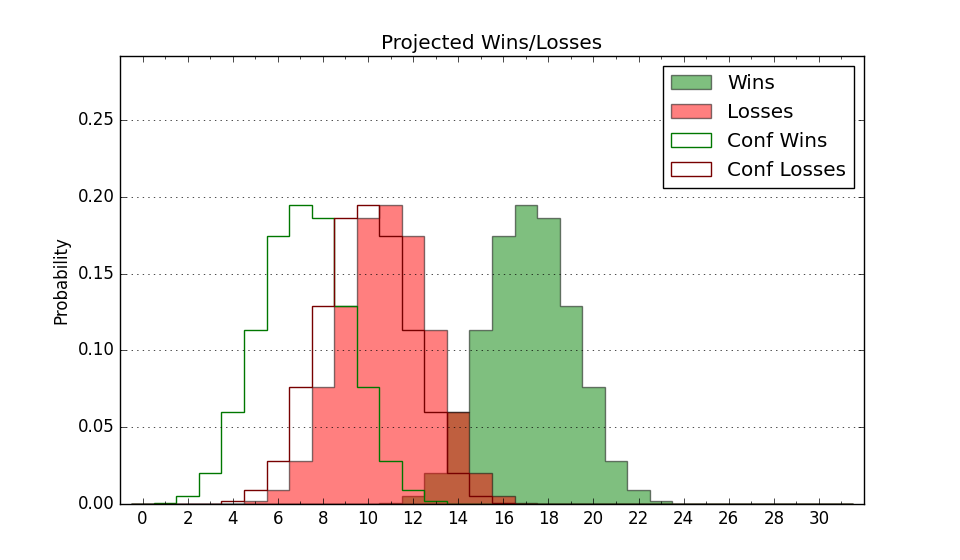 Projected Wins/Losses
Wins
Losses
Conf Wins
Conf Losses
Probability
0.25
0.20
0.15
0.10
0.05
0.00
0 2 4 6 8 10 12 14 16 18 20 22 24 26 28 30